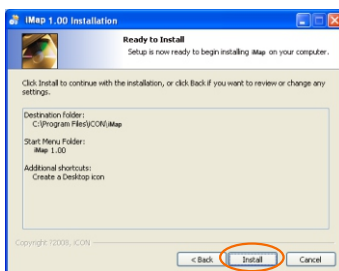 iMap 1.00 Installation
Ready to Install
Setup is now ready to begin installing iMap on your computer.
Click Install to continue with the installation, or click Back if you want to review or change any
settings.
Destination folder:
C:\Program Files\iCON\iMap
Start Menu Folder:
iMap 1.00
Additional shortcuts:
Create a Desktop icon
Copyright ?2008, iCON
< Back
Install
Cancel